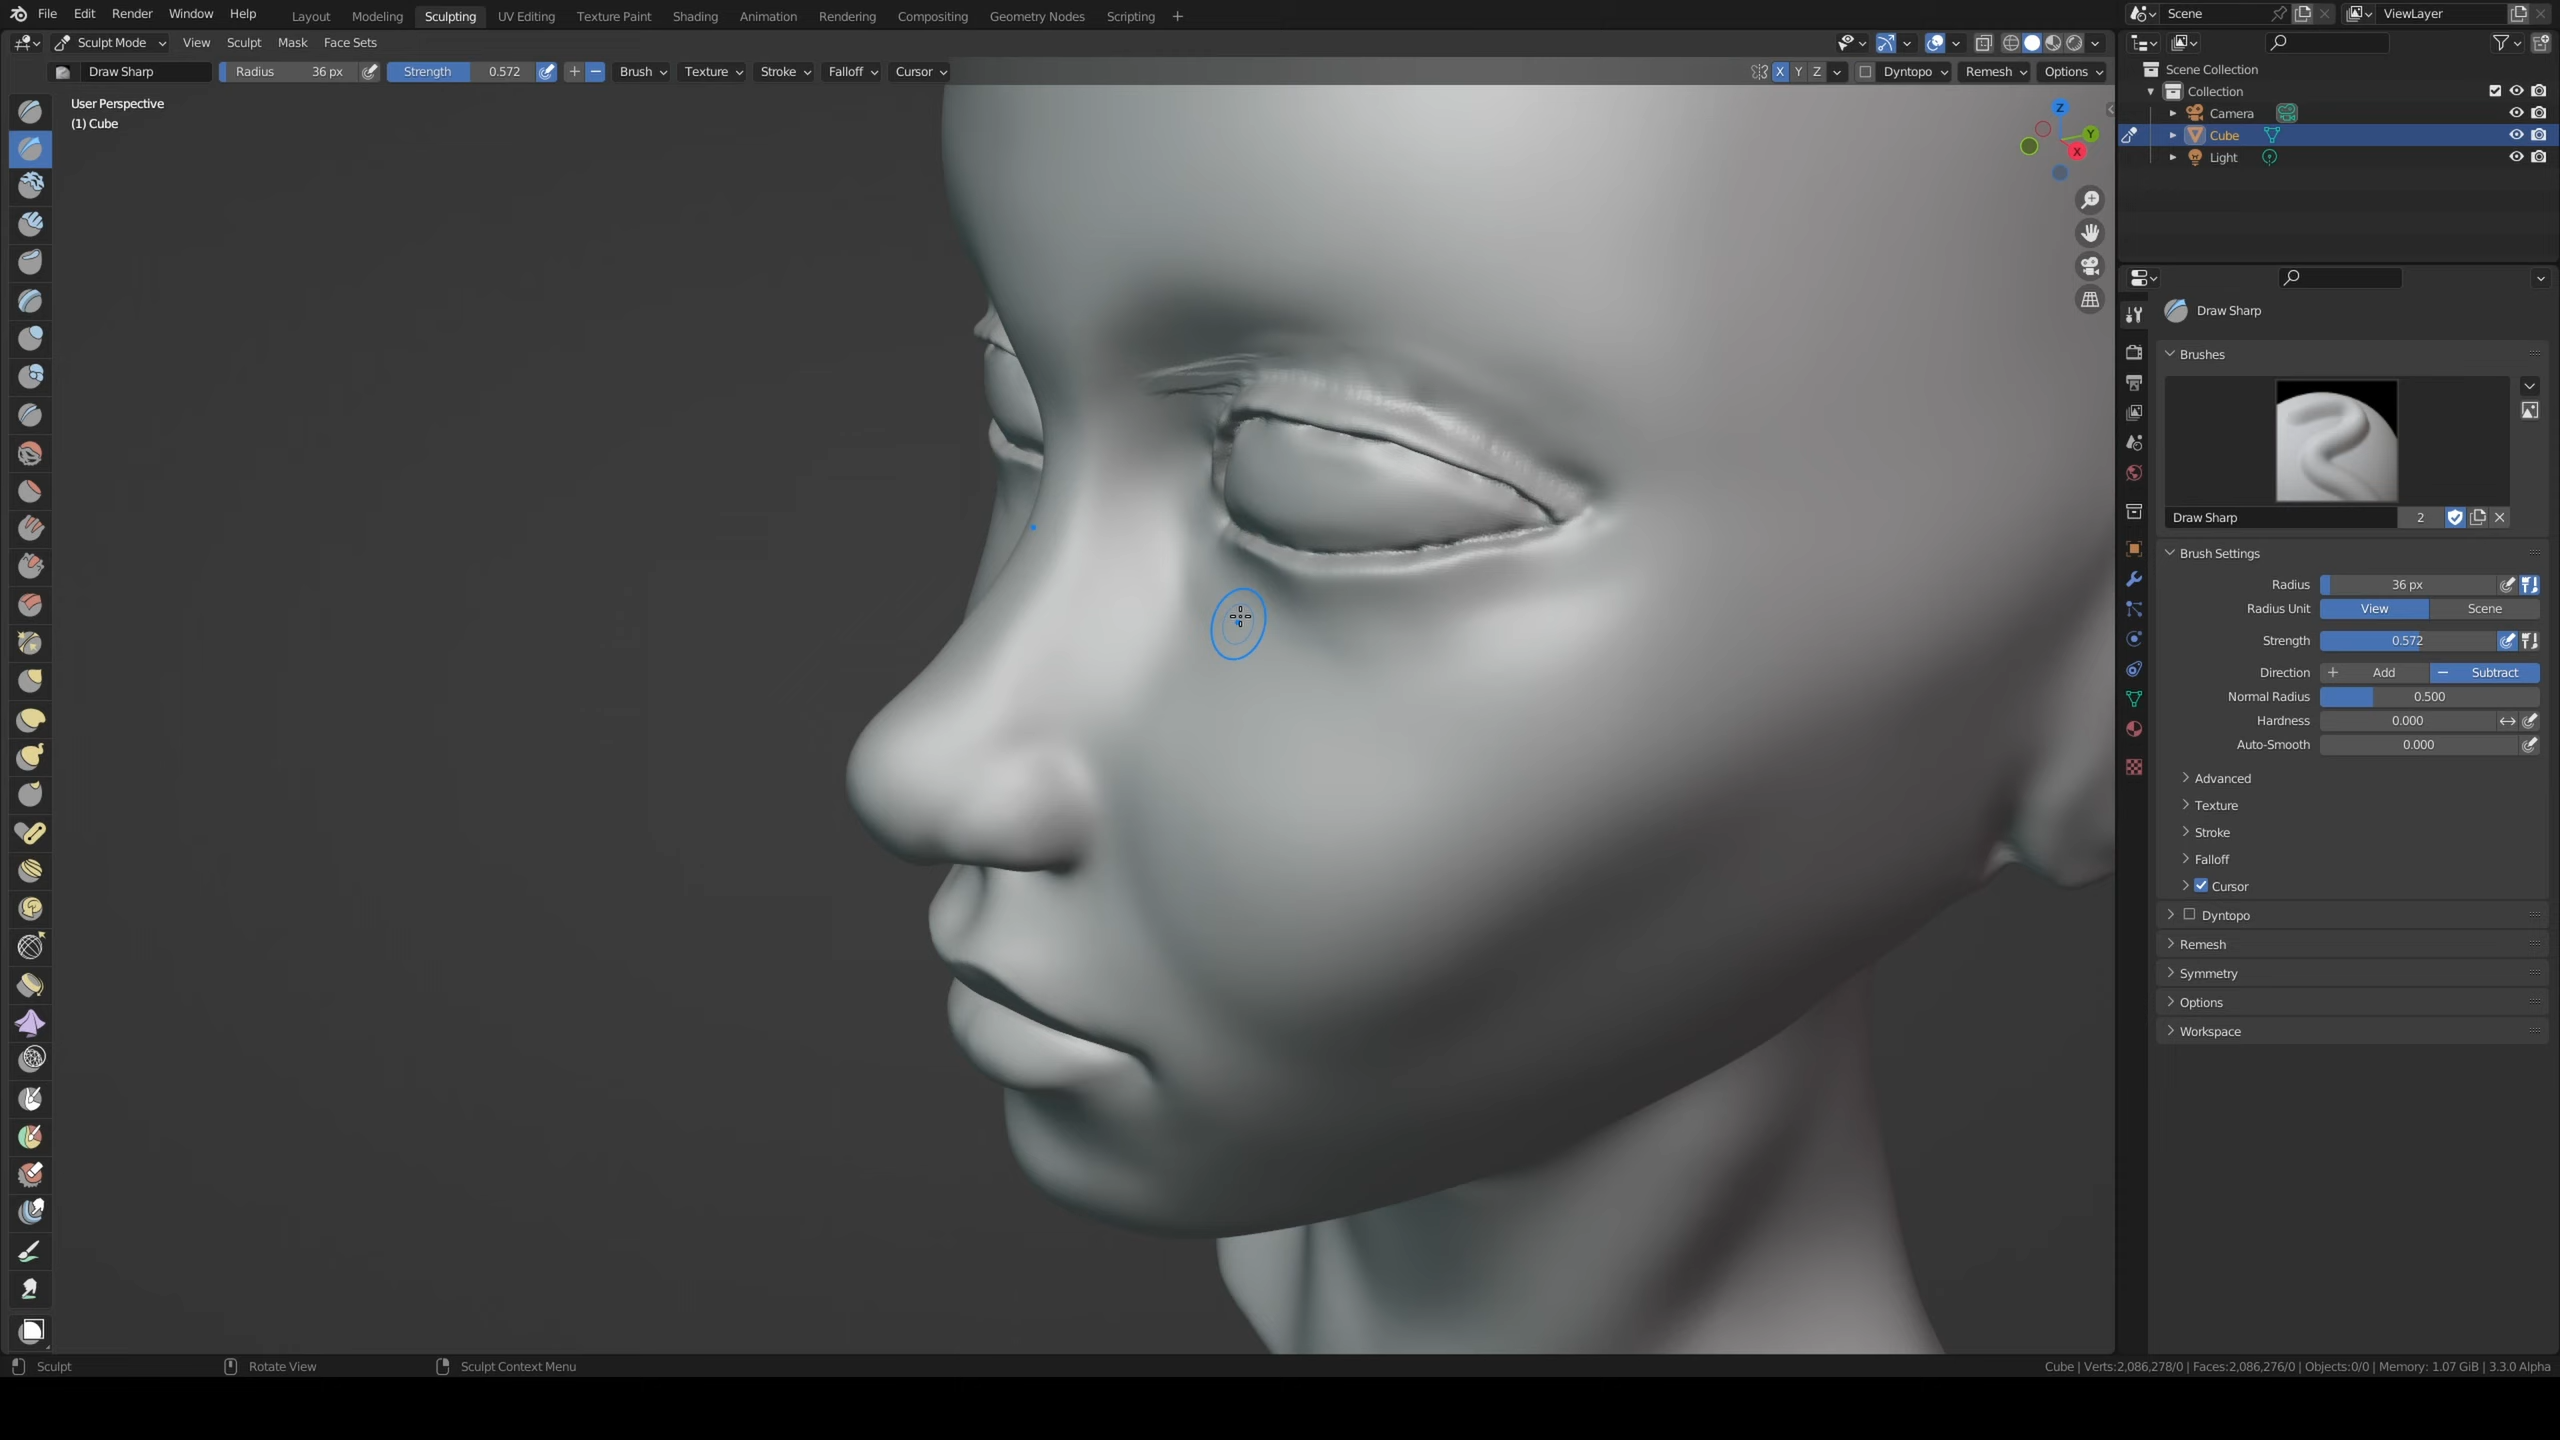 File Edit Render Window Help Layout Modeling Sculpting UV Editing Texture Paint Shading Animation Rendering Compositing Geometry Nodes Scripting + Scene ViewLayer
Sculpt Mode View Sculpt Mask Face Sets
Draw Sharp Radius 36 px Strength 0.572 + − Brush Texture Stroke Falloff Cursor X Y Z Dyntopo Remesh Options
User Perspective
(1) Cube
Z
Y
X
Scene Collection
Collection
Camera
Cube
Light
Draw Sharp
Brushes
Draw Sharp 2
Brush Settings
Radius 36 px
Radius Unit View Scene
Strength 0.572
Direction + Add − Subtract
Normal Radius 0.500
Hardness 0.000
Auto-Smooth 0.000
Advanced
Texture
Stroke
Falloff
Cursor
Dyntopo
Remesh
Symmetry
Options
Workspace
Sculpt Rotate View Sculpt Context Menu Cube | Verts:2,086,278/0 | Faces:2,086,276/0 | Objects:0/0 | Memory: 1.07 GiB | 3.3.0 Alpha